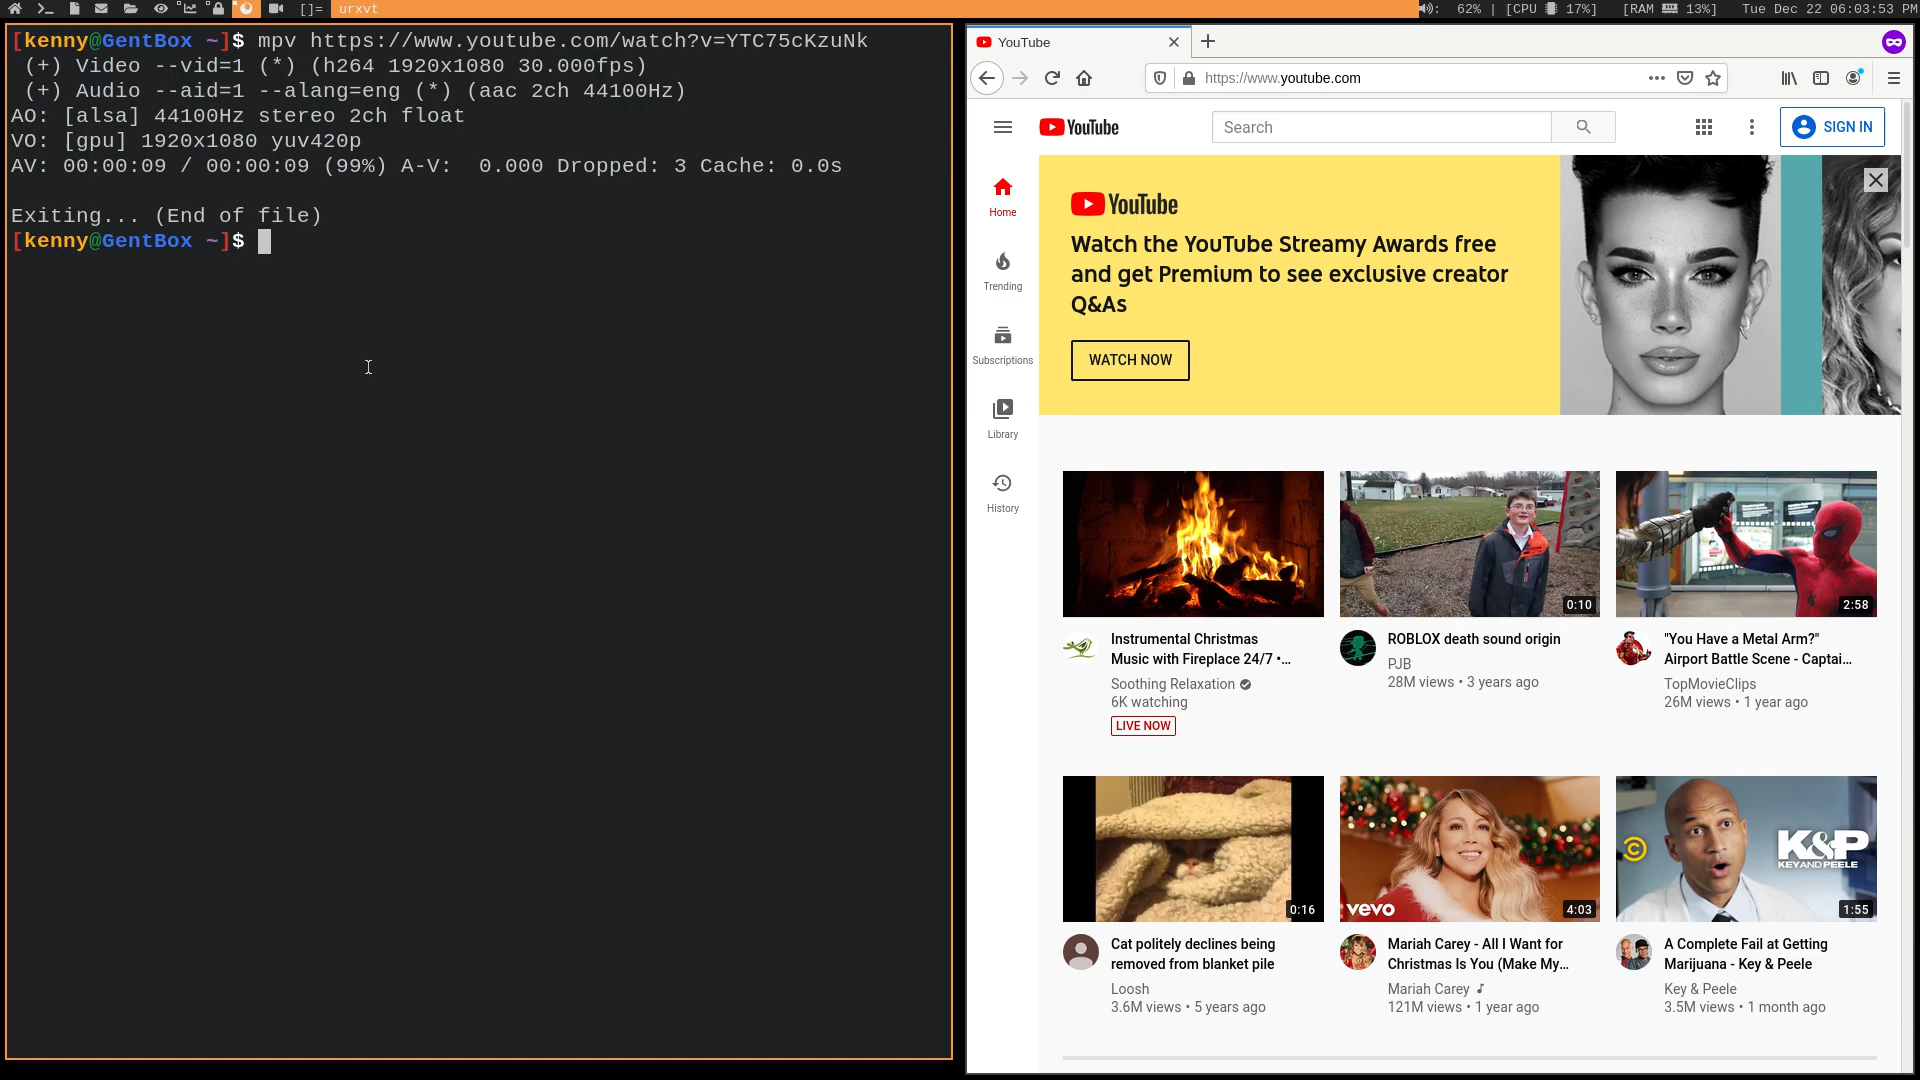 []= urxvt 62% | [CPU 17%] [RAM 13%] Tue Dec 22 06:03:53 PM
[kenny@GentBox ~]$ mpv https://www.youtube.com/watch?v=YTC75cKzuNk
(+) Video --vid=1 (*) (h264 1920x1080 30.000fps)
(+) Audio --aid=1 --alang=eng (*) (aac 2ch 44100Hz)
AO: [alsa] 44100Hz stereo 2ch float
VO: [gpu] 1920x1080 yuv420p
AV: 00:00:09 / 00:00:09 (99%) A-V:  0.000 Dropped: 3 Cache: 0.0s
Exiting... (End of file)
[kenny@GentBox ~]$
YouTube
https://www.youtube.com
YouTube
Search
SIGN IN
Home
Trending
Subscriptions
Library
History
YouTube
Watch the YouTube Streamy Awards free
and get Premium to see exclusive creator
Q&As
WATCH NOW
0:10
2:58
Instrumental Christmas
Music with Fireplace 24/7 •...
Soothing Relaxation
6K watching
LIVE NOW
ROBLOX death sound origin
PJB
28M views • 3 years ago
"You Have a Metal Arm?"
Airport Battle Scene - Captai...
TopMovieClips
26M views • 1 year ago
0:16
vevo
4:03
K&P
KEY AND PEELE
1:55
Cat politely declines being
removed from blanket pile
Loosh
3.6M views • 5 years ago
Mariah Carey - All I Want for
Christmas Is You (Make My...
Mariah Carey
121M views • 1 year ago
A Complete Fail at Getting
Marijuana - Key & Peele
Key & Peele
3.5M views • 1 month ago